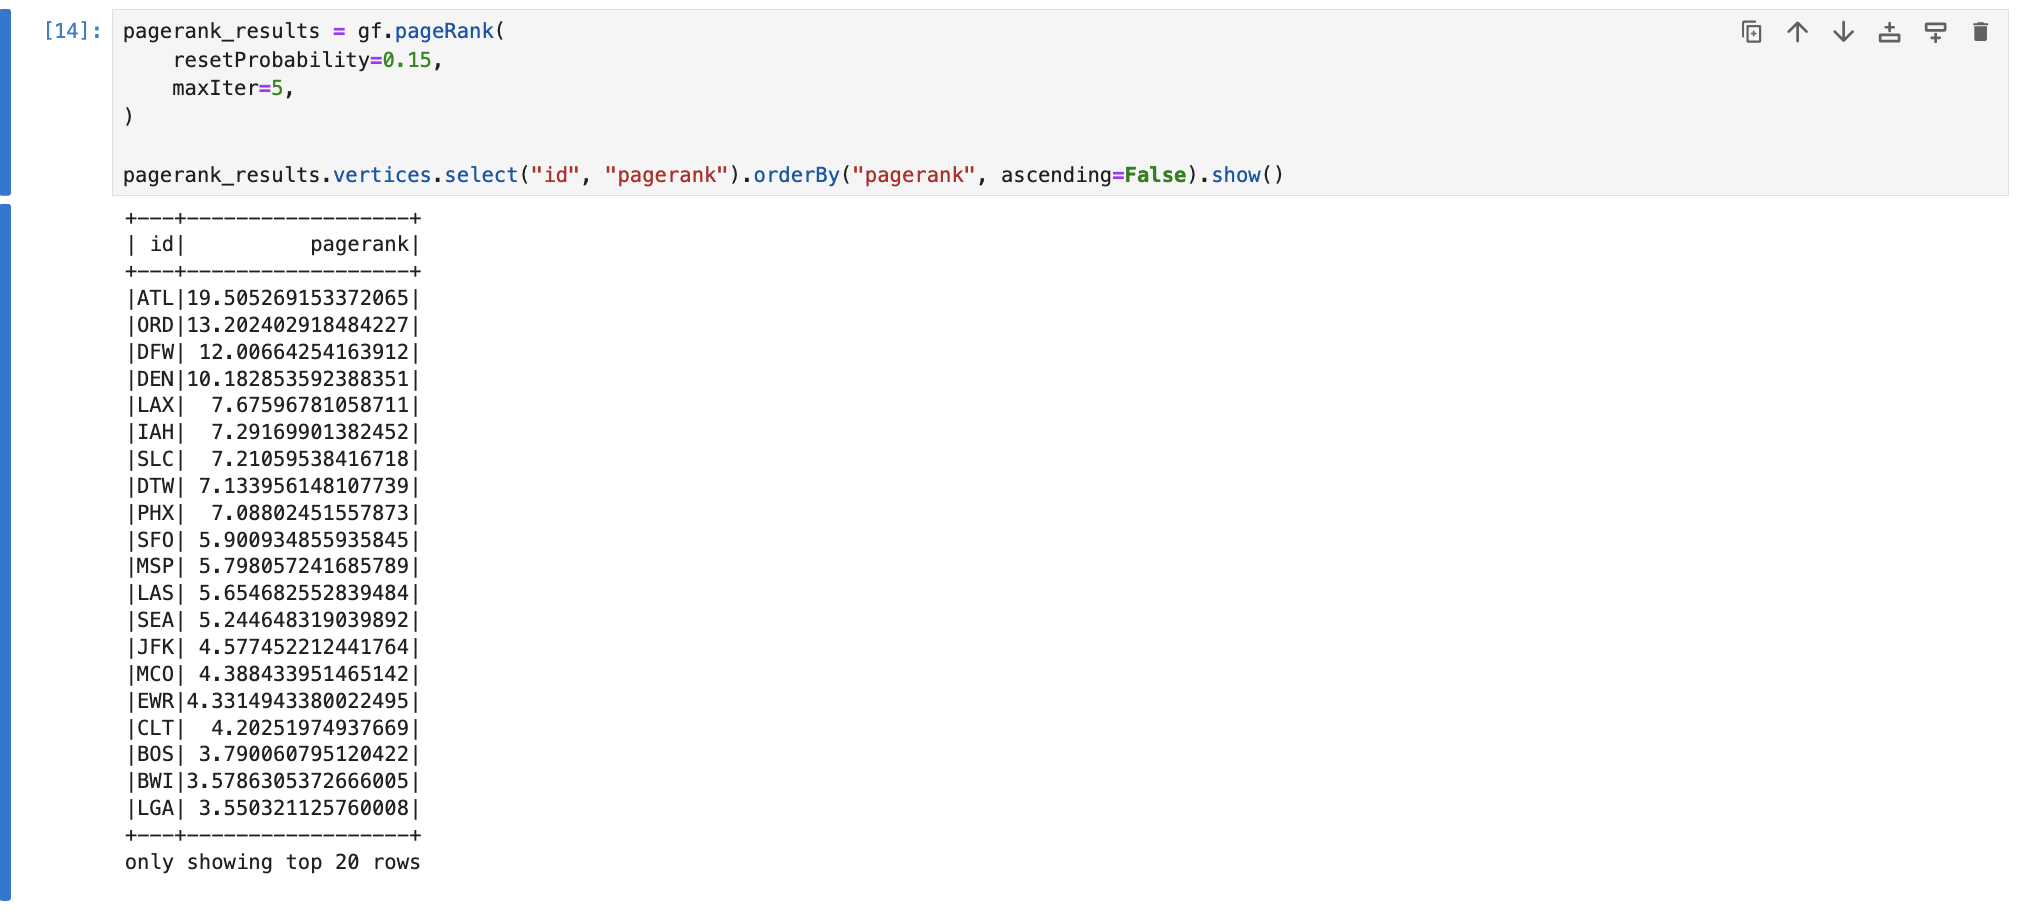 [14]: pagerank_results = gf.pageRank(
    resetProbability=0.15,
    maxIter=5,
)

pagerank_results.vertices.select("id", "pagerank").orderBy("pagerank", ascending=False).show()
+---+------------------+
| id|          pagerank|
+---+------------------+
|ATL|19.505269153372065|
|ORD|13.202402918484227|
|DFW| 12.00664254163912|
|DEN|10.182853592388351|
|LAX|  7.67596781058711|
|IAH|  7.29169901382452|
|SLC|  7.21059538416718|
|DTW| 7.133956148107739|
|PHX|  7.08802451557873|
|SFO| 5.900934855935845|
|MSP| 5.798057241685789|
|LAS| 5.654682552839484|
|SEA| 5.244648319039892|
|JFK| 4.577452212441764|
|MCO| 4.388433951465142|
|EWR|4.3314943380022495|
|CLT|  4.20251974937669|
|BOS| 3.790060795120422|
|BWI|3.5786305372666005|
|LGA| 3.550321125760008|
+---+------------------+
only showing top 20 rows